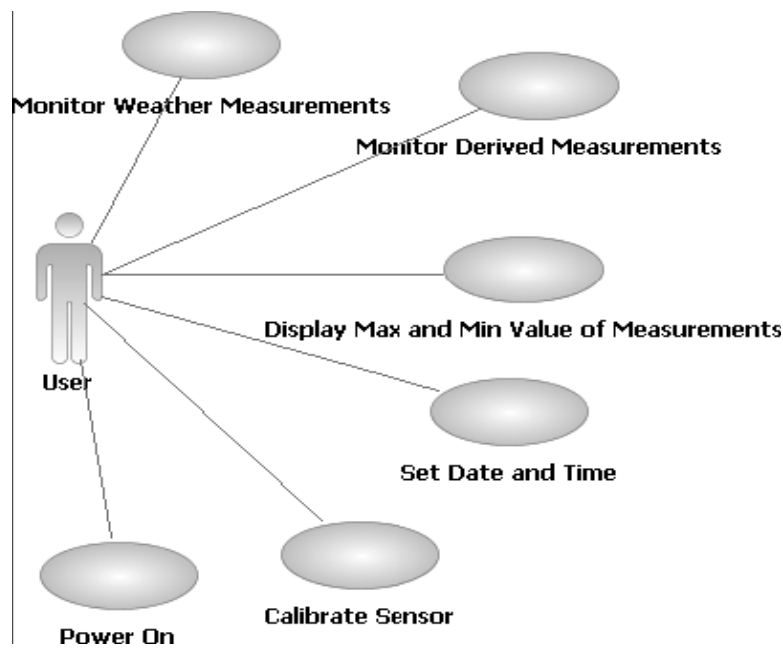 Monitor Weather Measurements
Monitor Derived Measurements
Display Max and Min Value of Measurements
User
Set Date and Time
Calibrate Sensor
Power On